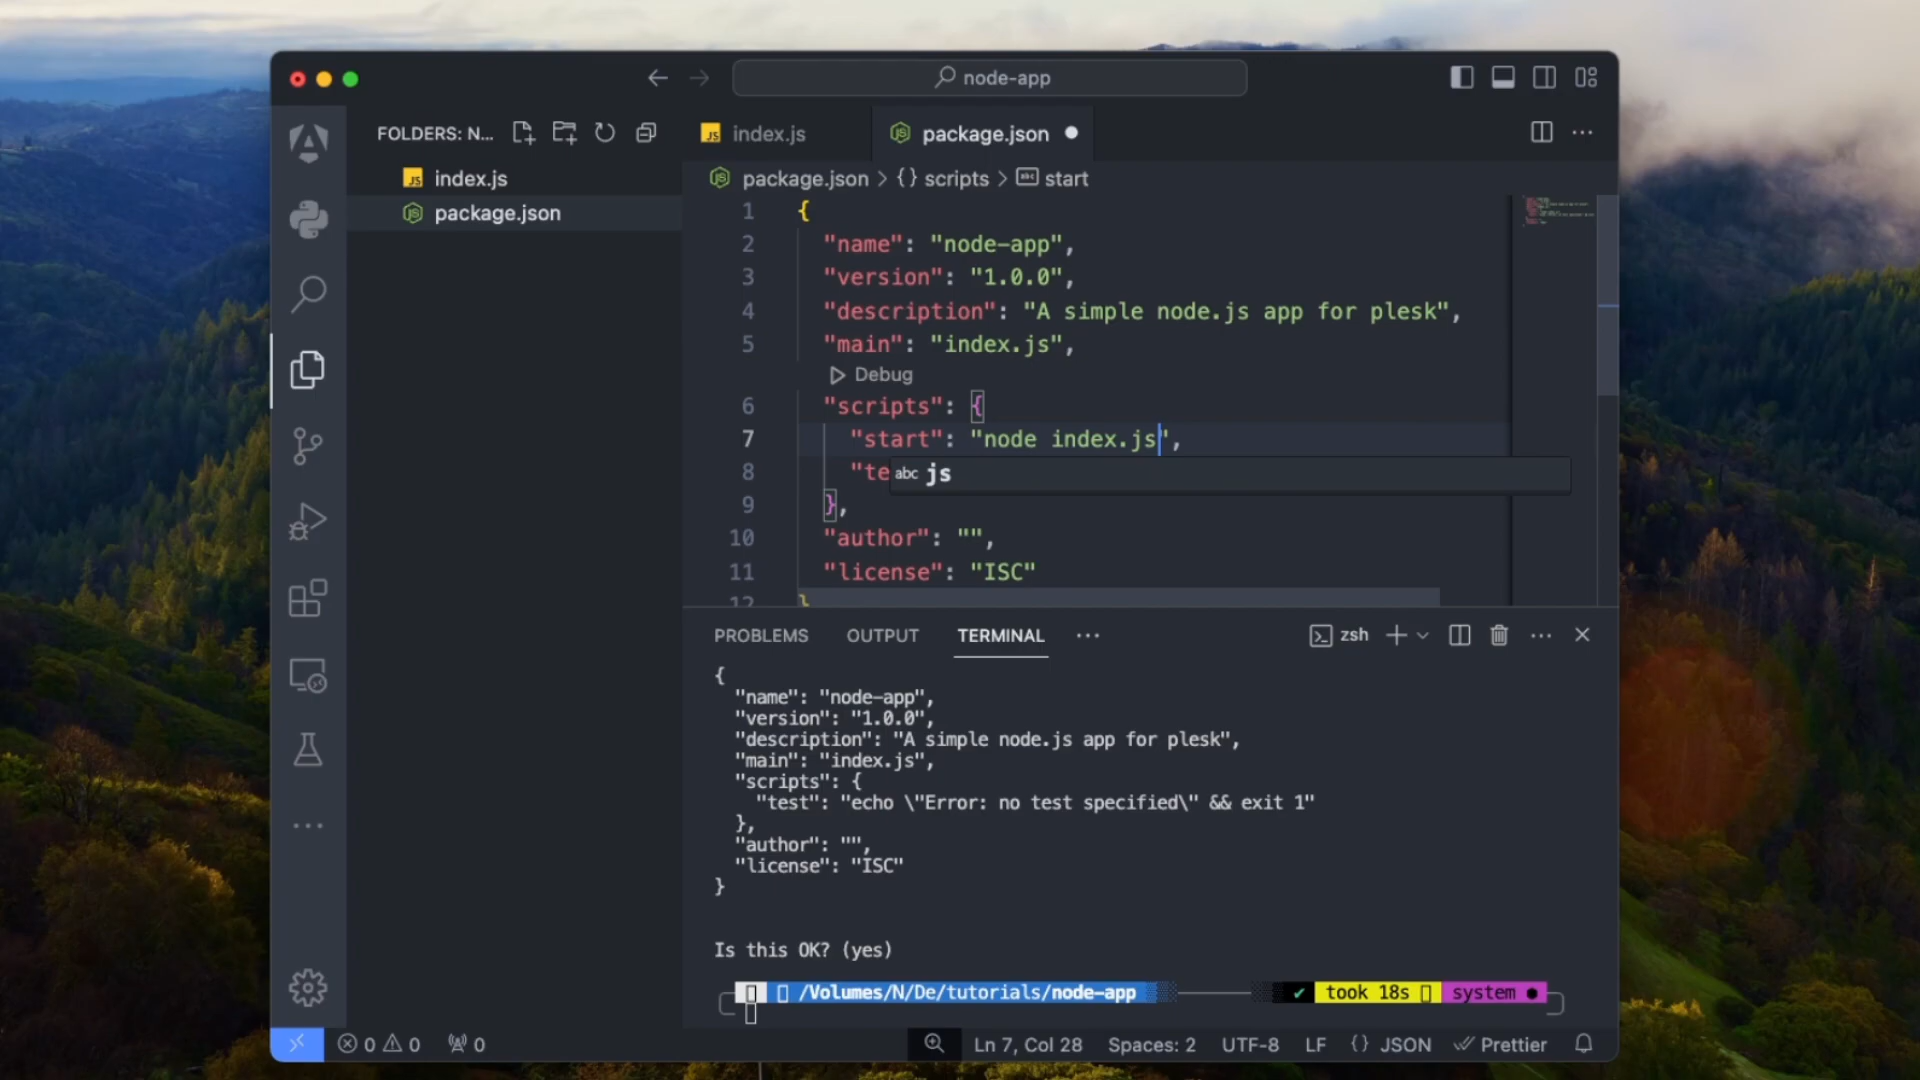 node-app
FOLDERS: N...
index.js
package.json
index.js
package.json
package.json > {} scripts > abc start
1 {
2 "name": "node-app",
3 "version": "1.0.0",
4 "description": "A simple node.js app for plesk",
5 "main": "index.js",
Debug
6 "scripts": {
7 "start": "node index.js",
8 "te
abc js
9 },
10 "author": "",
11 "license": "ISC"
12 }
PROBLEMS OUTPUT TERMINAL ... zsh
{
"name": "node-app",
"version": "1.0.0",
"description": "A simple node.js app for plesk",
"main": "index.js",
"scripts": {
"test": "echo \"Error: no test specified\" && exit 1"
},
"author": "",
"license": "ISC"
}
Is this OK? (yes)
/Volumes/N/De/tutorials/node-app ✔ took 18s system
0 0 0 Ln 7, Col 28 Spaces: 2 UTF-8 LF {} JSON Prettier